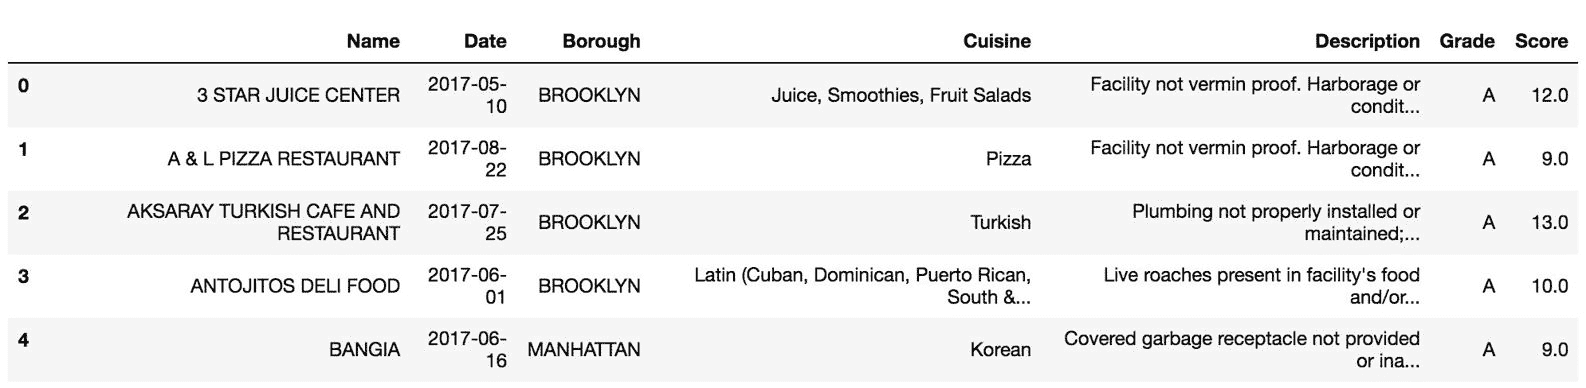 Name Date Borough Cuisine Description Grade Score
0 3 STAR JUICE CENTER 2017-05-10 BROOKLYN Juice, Smoothies, Fruit Salads Facility not vermin proof. Harborage or condit... A 12.0
1 A & L PIZZA RESTAURANT 2017-08-22 BROOKLYN Pizza Facility not vermin proof. Harborage or condit... A 9.0
2 AKSARAY TURKISH CAFE AND RESTAURANT 2017-07-25 BROOKLYN Turkish Plumbing not properly installed or maintained;... A 13.0
3 ANTOJITOS DELI FOOD 2017-06-01 BROOKLYN Latin (Cuban, Dominican, Puerto Rican, South &... Live roaches present in facility's food and/or... A 10.0
4 BANGIA 2017-06-16 MANHATTAN Korean Covered garbage receptacle not provided or ina... A 9.0